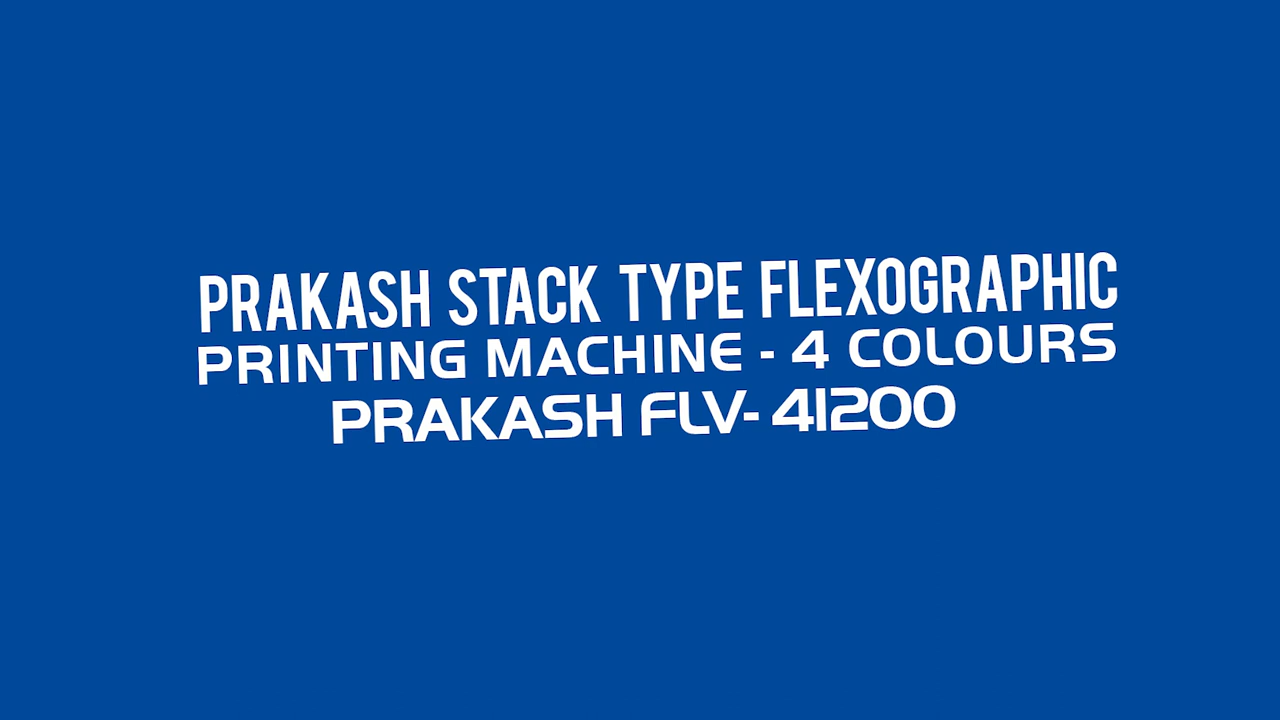 PRAKASH STACK TYPE FLEXOGRAPHIC
PRINTING MACHINE - 4 COLOURS
PRAKASH FLV- 41200